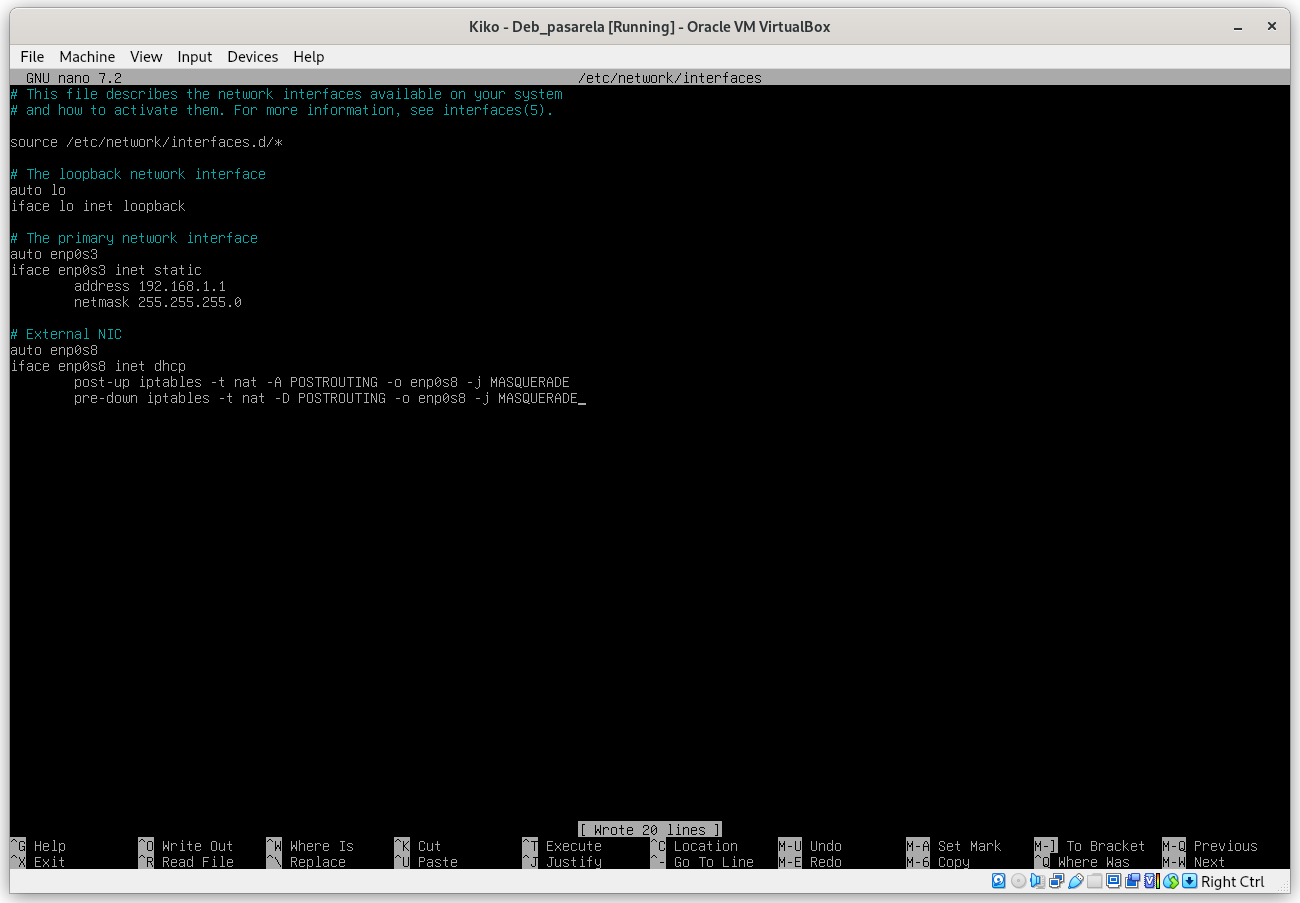 Kiko - Deb_pasarela [Running] - Oracle VM VirtualBox
File Machine View Input Devices Help
GNU nano 7.2 /etc/network/interfaces
# This file describes the network interfaces available on your system
# and how to activate them. For more information, see interfaces(5).
source /etc/network/interfaces.d/*
# The loopback network interface
auto lo
iface lo inet loopback
# The primary network interface
auto enp0s3
iface enp0s3 inet static
address 192.168.1.1
netmask 255.255.255.0
# External NIC
auto enp0s8
iface enp0s8 inet dhcp
post-up iptables -t nat -A POSTROUTING -o enp0s8 -j MASQUERADE
pre-down iptables -t nat -D POSTROUTING -o enp0s8 -j MASQUERADE_
[ Wrote 20 lines ]
^G Help ^O Write Out ^W Where Is ^K Cut ^T Execute ^C Location M-U Undo M-A Set Mark M-] To Bracket M-Q Previous
^X Exit ^R Read File ^\ Replace ^U Paste ^J Justify ^- Go To Line M-E Redo M-6 Copy ^Q Where Was M-W Next
Right Ctrl